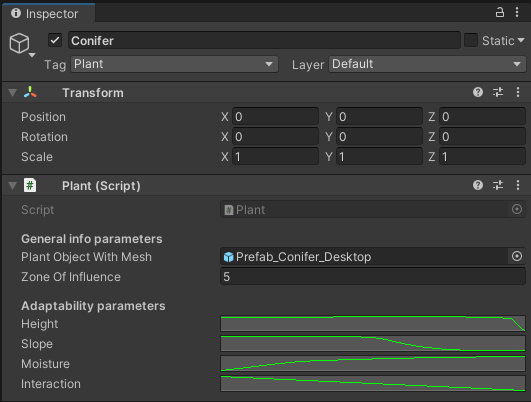 Inspector
Conifer
Static
Tag Plant Layer Default
Transform
Position X 0 Y 0 Z 0
Rotation X 0 Y 0 Z 0
Scale X 1 Y 1 Z 1
# Plant (Script)
Script # Plant
General info parameters
Plant Object With Mesh Prefab_Conifer_Desktop
Zone Of Influence 5
Adaptability parameters
Height
Slope
Moisture
Interaction